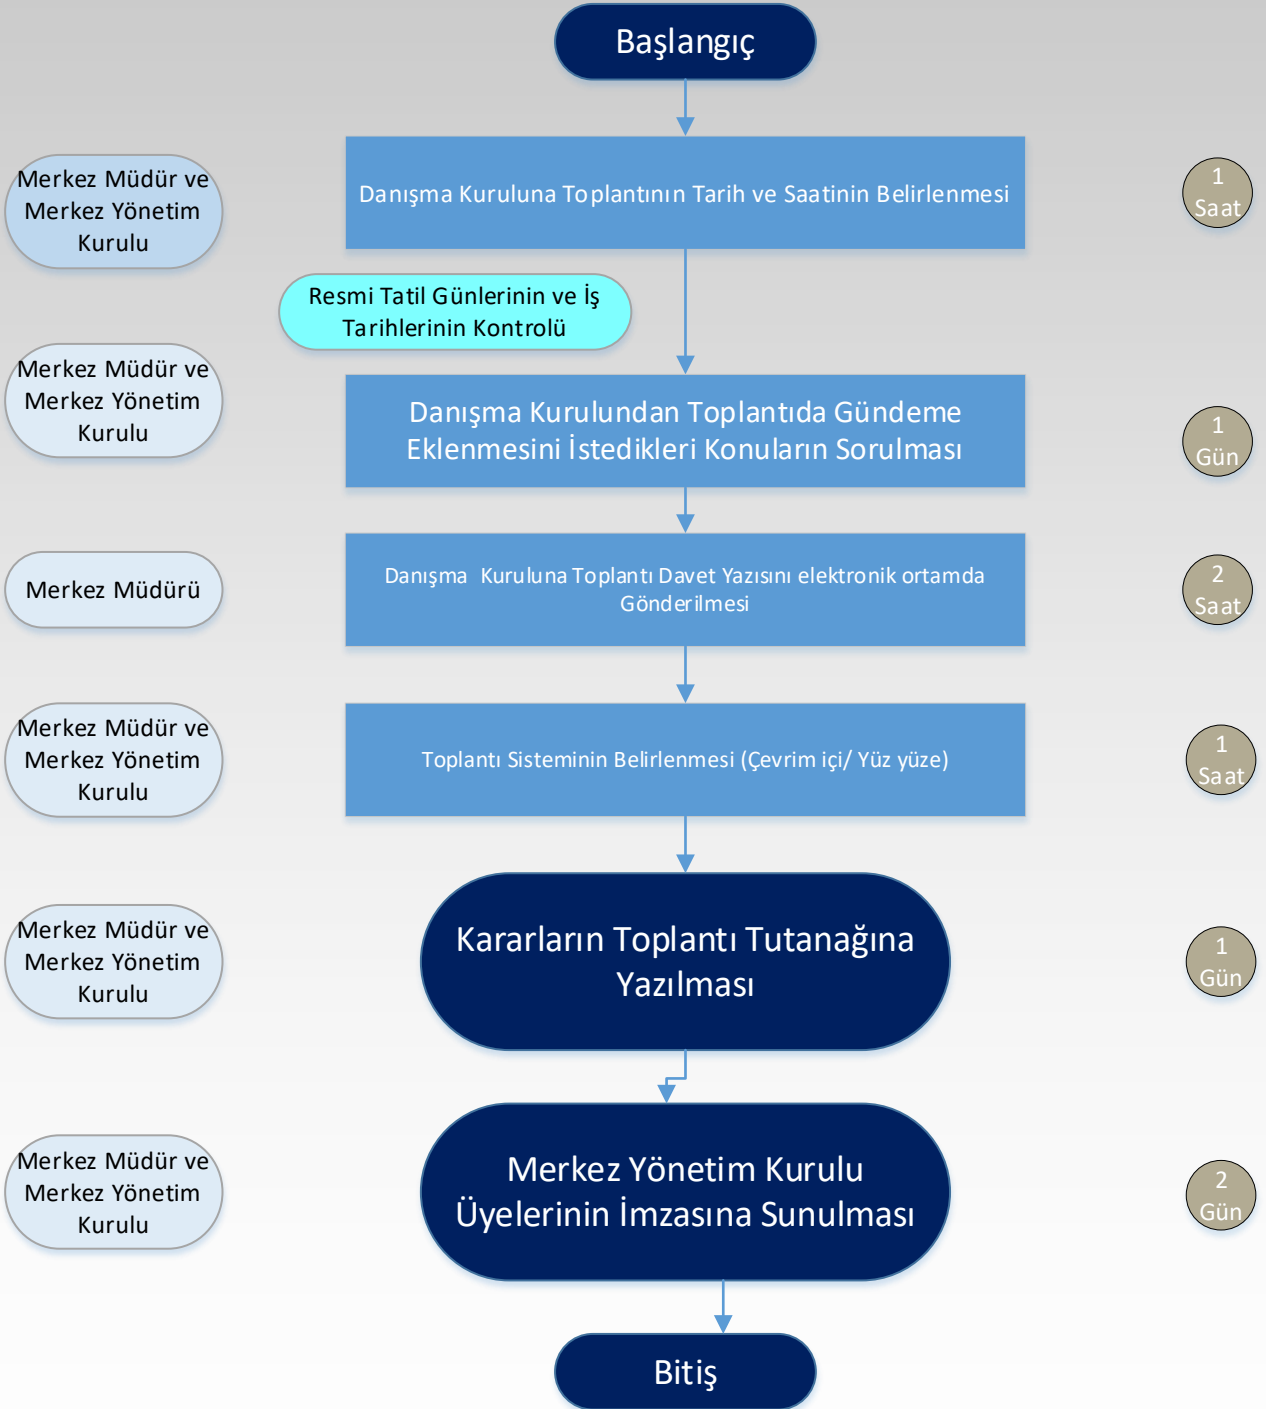 Başlangıç
Merkez Müdür ve
Merkez Yönetim
Kurulu
Danışma Kuruluna Toplantının Tarih ve Saatinin Belirlenmesi
1
Saat
Resmi Tatil Günlerinin ve İş
Tarihlerinin Kontrolü
Merkez Müdür ve
Merkez Yönetim
Kurulu
Danışma Kurulundan Toplantıda Gündeme
Eklenmesini İstedikleri Konuların Sorulması
1
Gün
Merkez Müdürü
Danışma Kuruluna Toplantı Davet Yazısını elektronik ortamda
Gönderilmesi
2
Saat
Merkez Müdür ve
Merkez Yönetim
Kurulu
Toplantı Sisteminin Belirlenmesi (Çevrim içi/ Yüz yüze)
1
Saat
Merkez Müdür ve
Merkez Yönetim
Kurulu
Kararların Toplantı Tutanağına
Yazılması
1
Gün
Merkez Müdür ve
Merkez Yönetim
Kurulu
Merkez Yönetim Kurulu
Üyelerinin İmzasına Sunulması
2
Gün
Bitiş